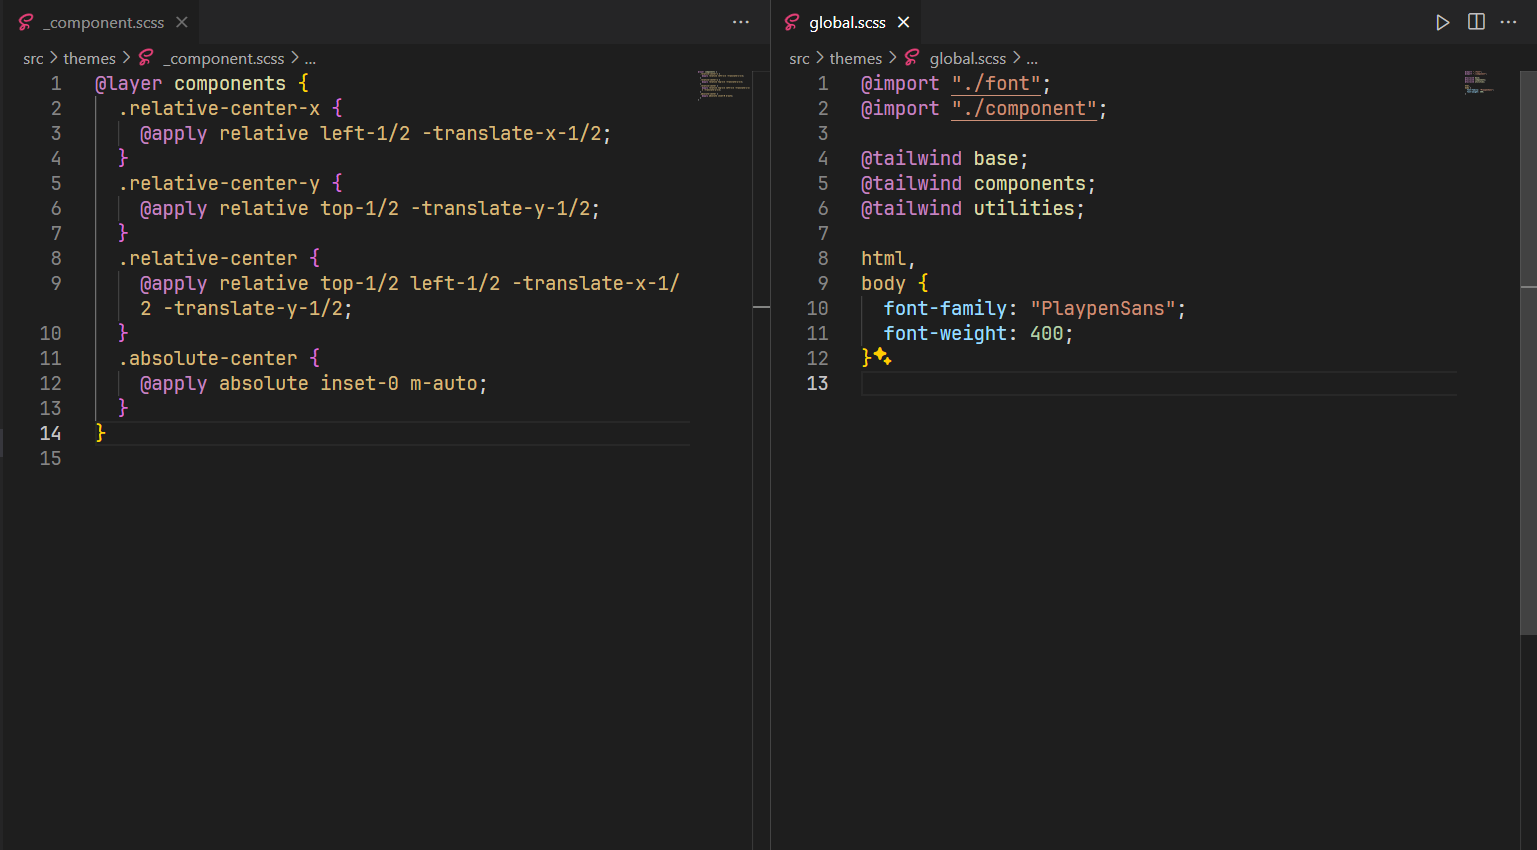 _component.scss
src > themes > _component.scss > ...
1 @layer components {
2 .relative-center-x {
3 @apply relative left-1/2 -translate-x-1/2;
4 }
5 .relative-center-y {
6 @apply relative top-1/2 -translate-y-1/2;
7 }
8 .relative-center {
9 @apply relative top-1/2 left-1/2 -translate-x-1/
2 -translate-y-1/2;
10 }
11 .absolute-center {
12 @apply absolute inset-0 m-auto;
13 }
14 }
15
global.scss
src > themes > global.scss > ...
1 @import "./font";
2 @import "./component";
3
4 @tailwind base;
5 @tailwind components;
6 @tailwind utilities;
7
8 html,
9 body {
10 font-family: "PlaypenSans";
11 font-weight: 400;
12 }
13